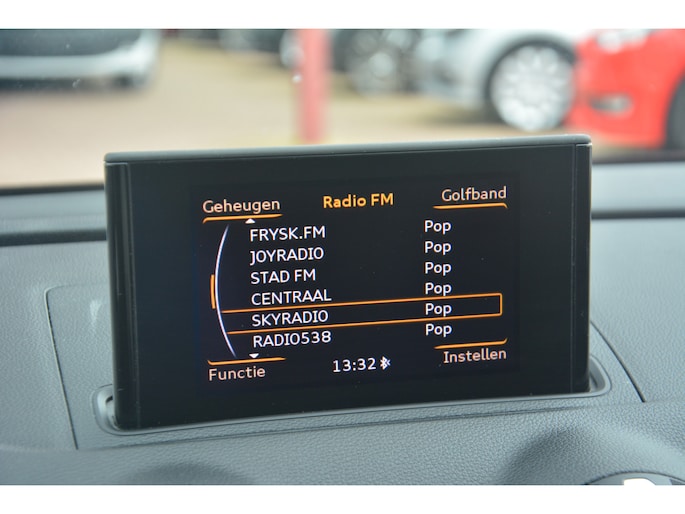 Geheugen Radio FM Golfband
FRYSK.FM Pop
JOYRADIO Pop
STAD FM Pop
CENTRAAL Pop
SKYRADIO Pop
RADIO538 Pop
Functie 13:32 Instellen